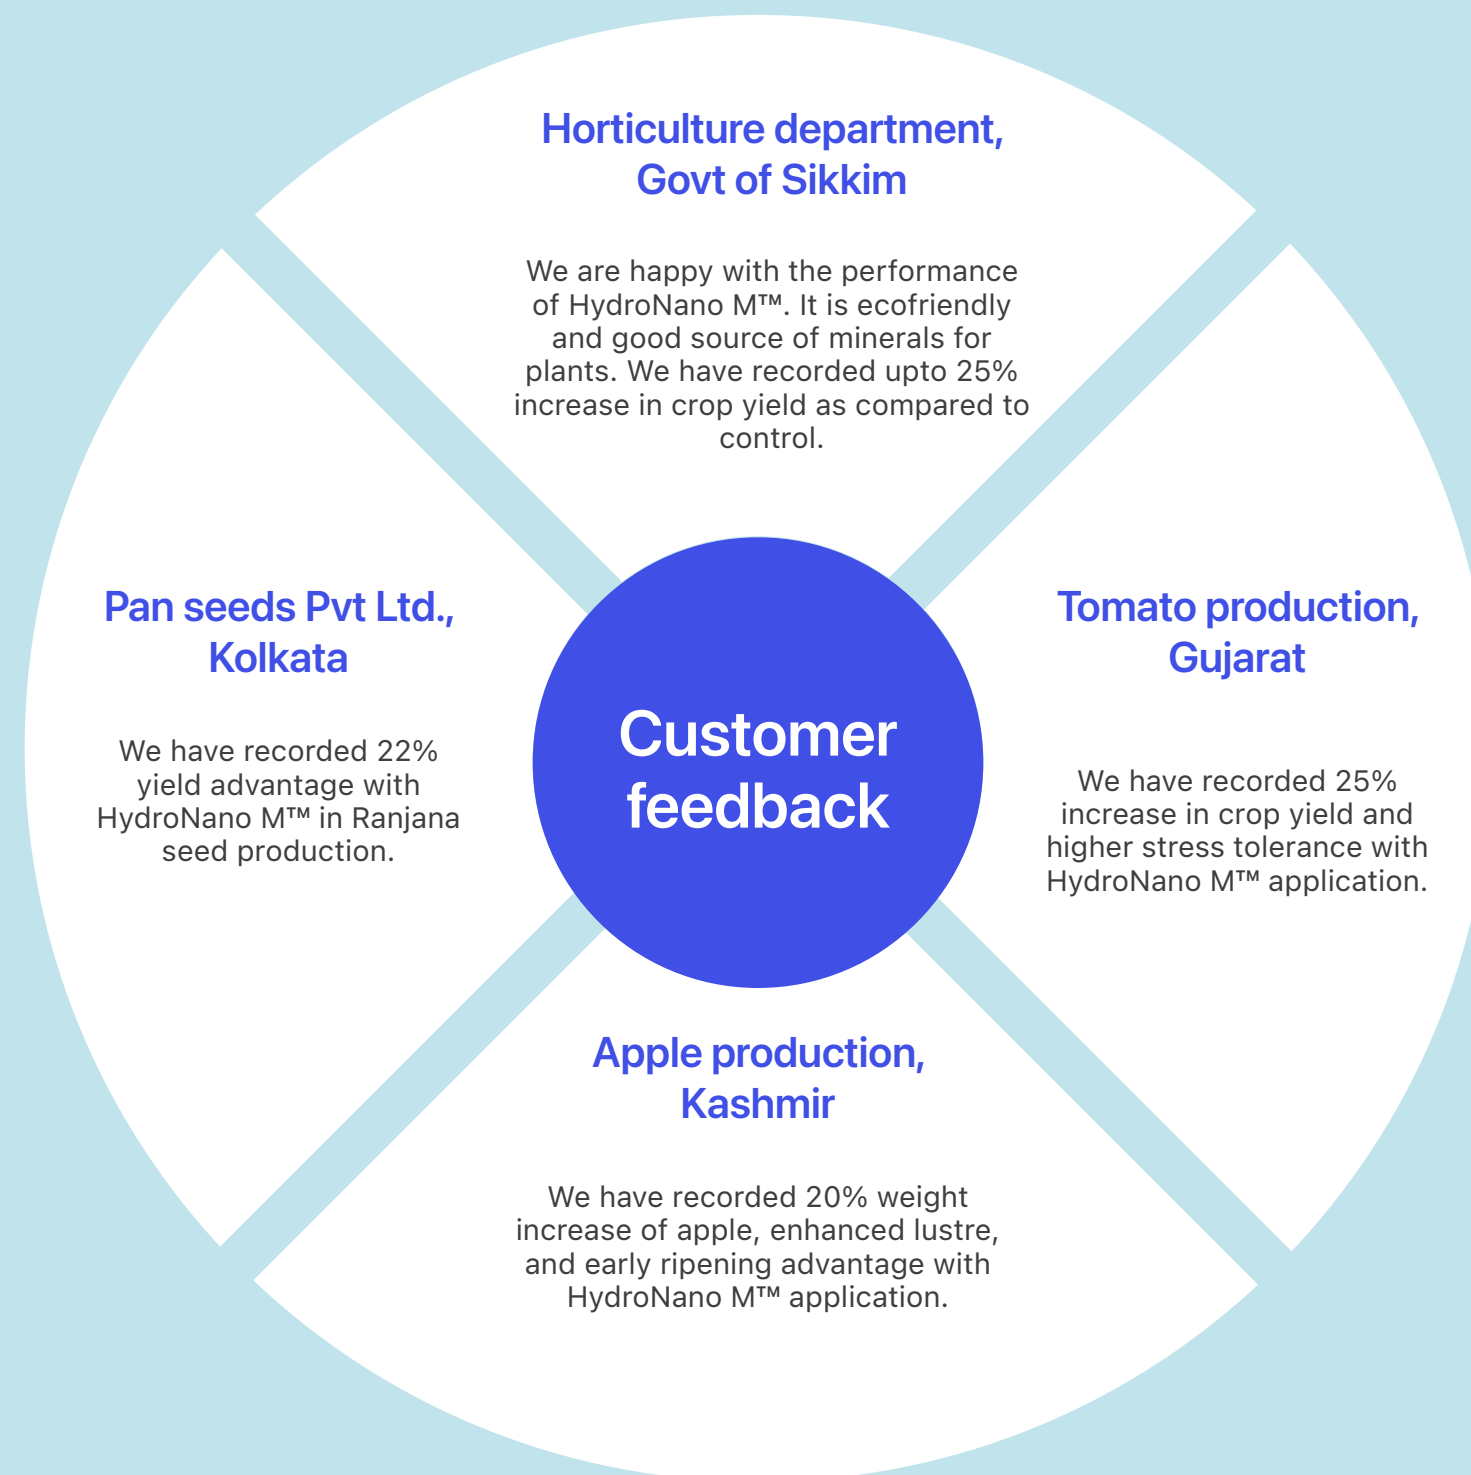 Horticulture department,
Govt of Sikkim
We are happy with the performance
of HydroNano M™. It is ecofriendly
and good source of minerals for
plants. We have recorded upto 25%
increase in crop yield as compared to
control.
Pan seeds Pvt Ltd.,
Kolkata
We have recorded 22%
yield advantage with
HydroNano M™ in Ranjana
seed production.
Customer
feedback
Tomato production,
Gujarat
We have recorded 25%
increase in crop yield and
higher stress tolerance with
HydroNano M™ application.
Apple production,
Kashmir
We have recorded 20% weight
increase of apple, enhanced lustre,
and early ripening advantage with
HydroNano M™ application.